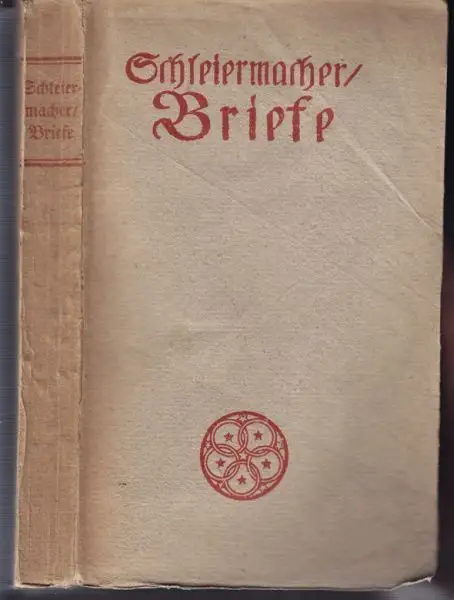 Schleiermacher/
Briefe
Schleier-
macher/
Briefe